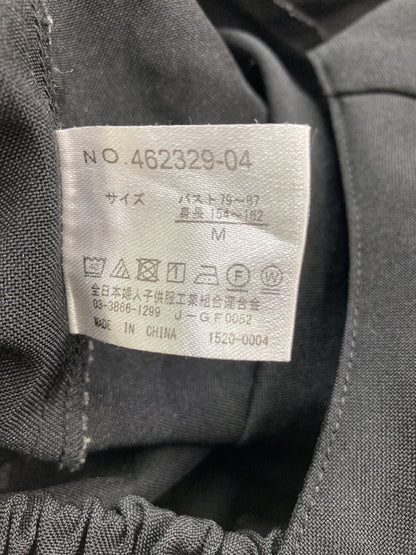 NO.462329-04
サイズ
バスト79〜87
身長154〜162
M
全日本婦人子供服工業組合連合会
03-3866-1299 J-GF0062
MADE IN CHINA 1520-0004